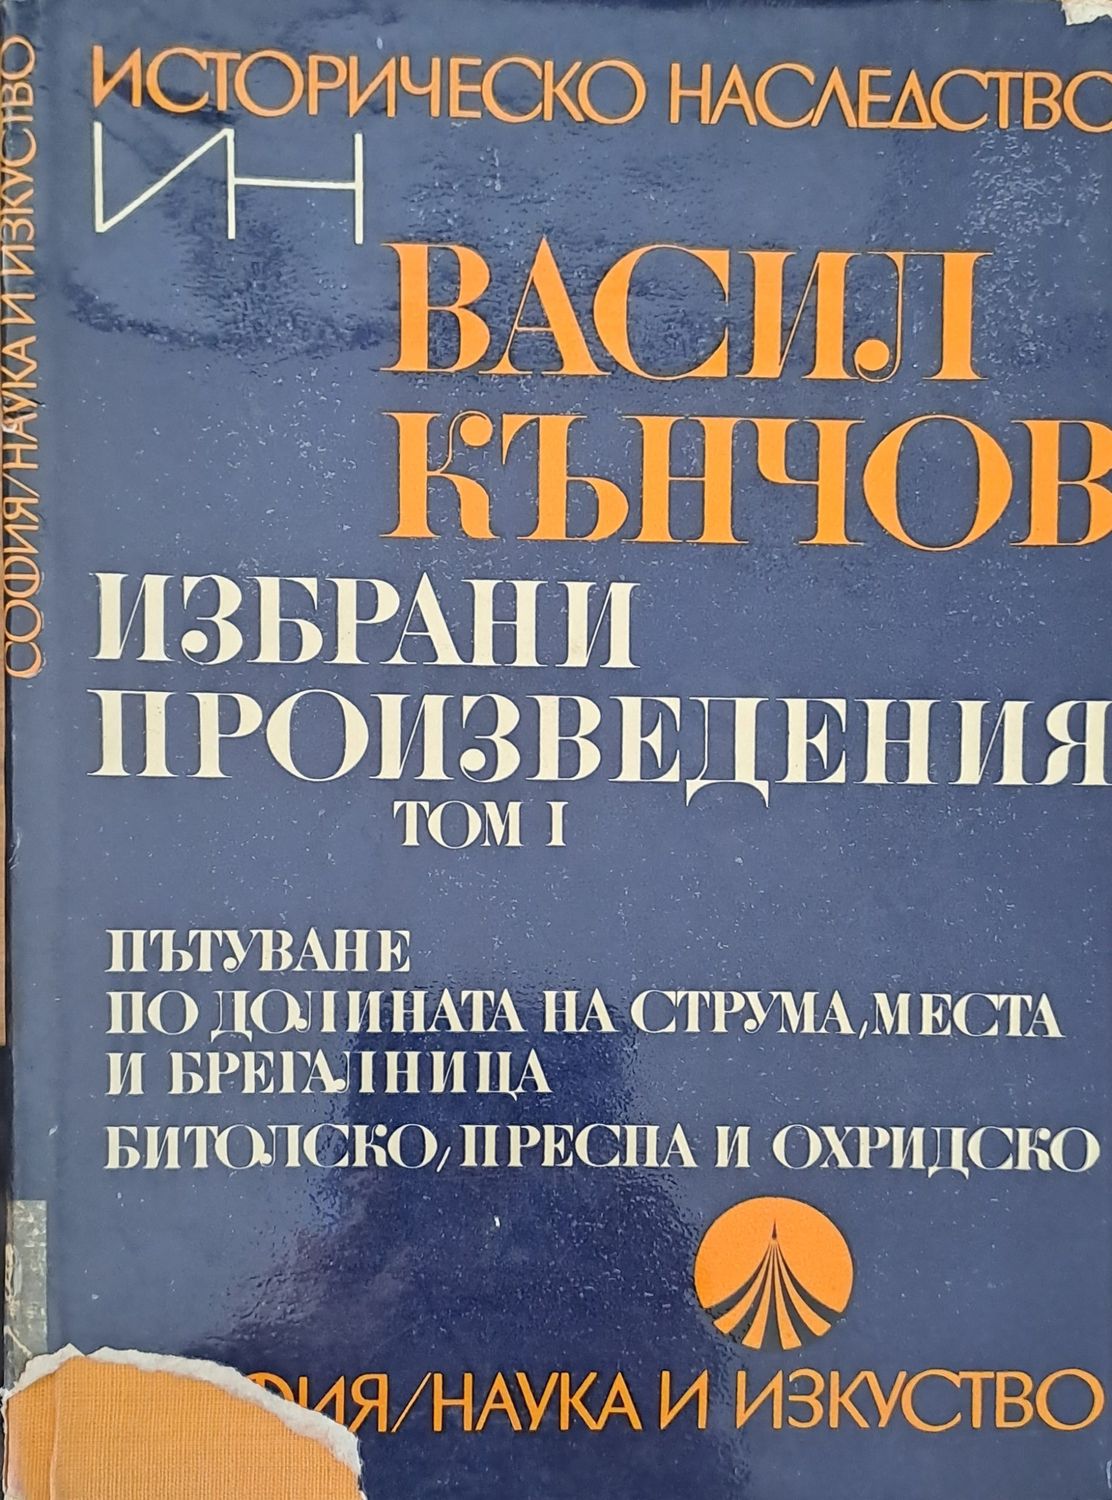 ИСТОРИЧЕСКО НАСЛЕДСТВО
ИН
ВАСИЛ
КЪНЧОВ
ИЗБРАНИ
ПРОИЗВЕДЕНИЯ
ТОМ I
ПЪТУВАНЕ
ПО ДОЛИНАТА НА СТРУМА, МЕСТА
И БРЕГАЛНИЦА
БИТОЛСКО, ПРЕСПА И ОХРИДСКО
ФИЯ/НАУКА И ИЗКУСТВО
СОФИЯ/НАУКА И ИЗКУСТВО